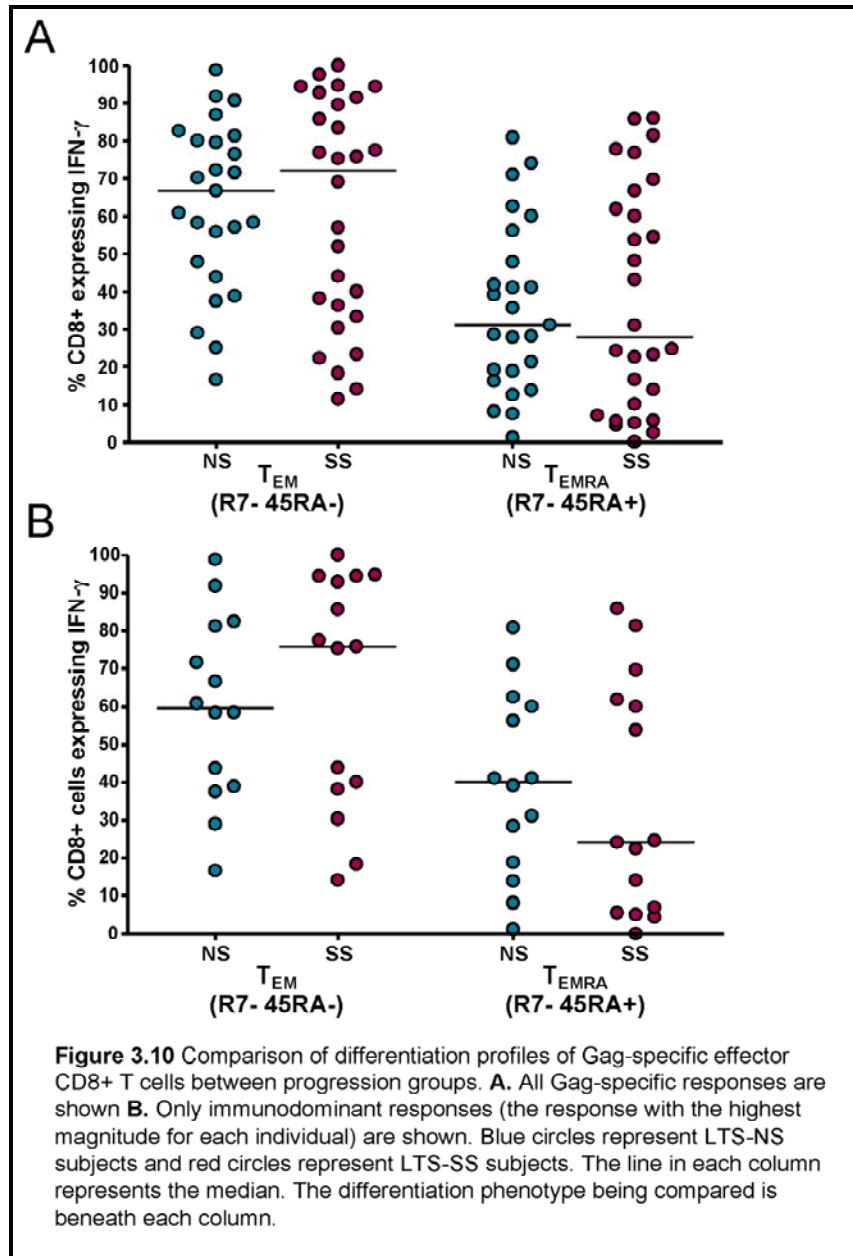 A
% CD8+ expressing IFN-γ
100
90
80
70
60
50
40
30
20
10
0
NS SS NS SS
TEM TEMRA
(R7- 45RA-) (R7- 45RA+)
B
% CD8+ cells expressing IFN-γ
100
90
80
70
60
50
40
30
20
10
0
NS SS NS SS
TEM TEMRA
(R7- 45RA-) (R7- 45RA+)
Figure 3.10 Comparison of differentiation profiles of Gag-specific effector
CD8+ T cells between progression groups. A. All Gag-specific responses are
shown B. Only immunodominant responses (the response with the highest
magnitude for each individual) are shown. Blue circles represent LTS-NS
subjects and red circles represent LTS-SS subjects. The line in each column
represents the median. The differentiation phenotype being compared is
beneath each column.